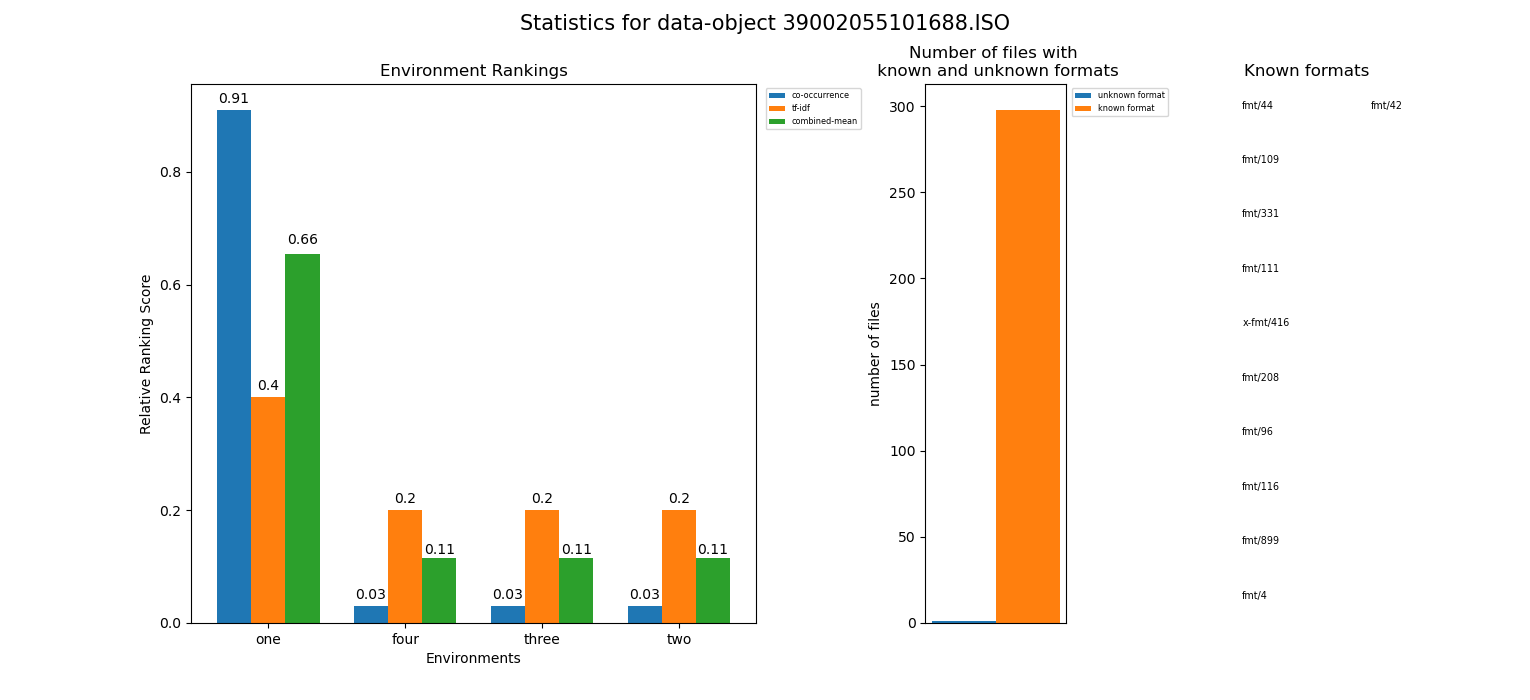 Statistics for data-object 39002055101688.ISO
Environment Rankings
0.91
0.4
0.66
0.03
0.2
0.11
0.03
0.2
0.11
0.03
0.2
0.11
0.8
0.6
0.4
0.2
0.0
Relative Ranking Score
one
four
three
two
Environments
co-occurrence
tf-idf
combined-mean
Number of files with
known and unknown formats
300
250
200
150
100
50
0
number of files
unknown format
known format
Known formats
fmt/44
fmt/42
fmt/109
fmt/331
fmt/111
x-fmt/416
fmt/208
fmt/96
fmt/116
fmt/899
fmt/4